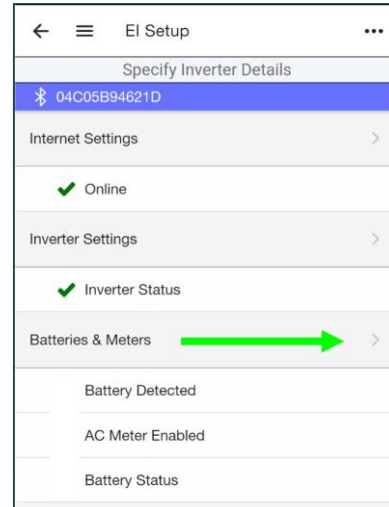 EI Setup
Specify Inverter Details
04C05B94621D
Internet Settings
Online
Inverter Settings
Inverter Status
Batteries & Meters
Battery Detected
AC Meter Enabled
Battery Status